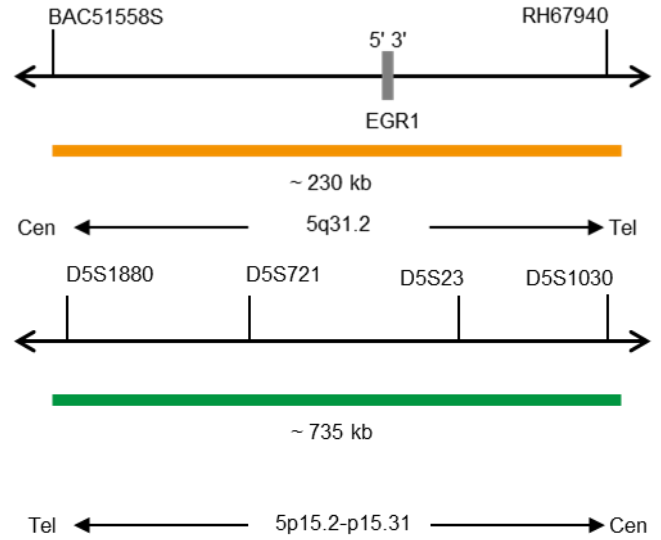 BAC51558S RH67940
5' 3'
EGR1
~ 230 kb
Cen 5q31.2 Tel
D5S1880 D5S721 D5S23 D5S1030
~ 735 kb
Tel 5p15.2-p15.31 Cen